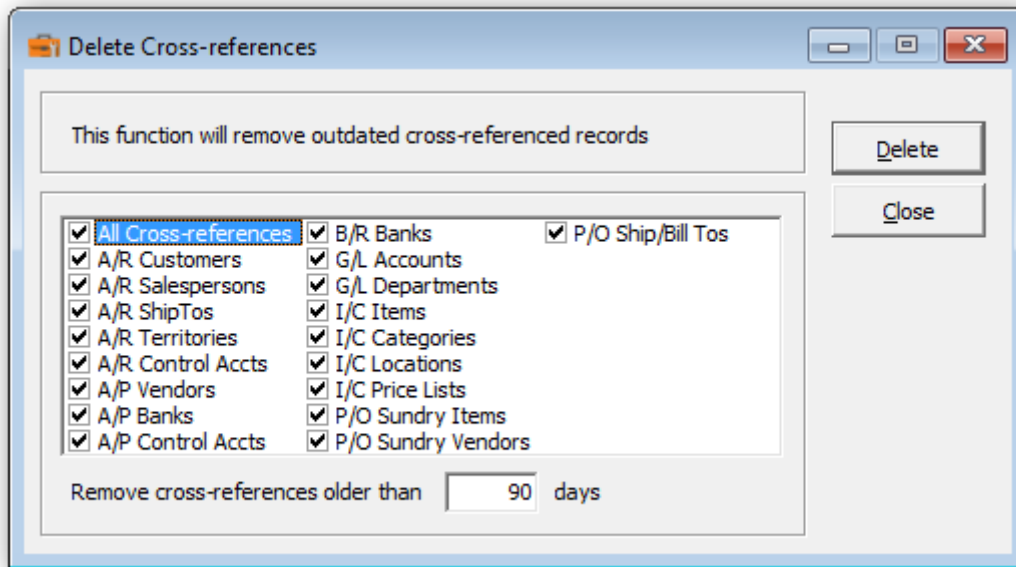 Delete Cross-references
This function will remove outdated cross-referenced records
Delete
Close
All Cross-references
A/R Customers
A/R Salespersons
A/R ShipTos
A/R Territories
A/R Control Accts
A/P Vendors
A/P Banks
A/P Control Accts
B/R Banks
G/L Accounts
G/L Departments
I/C Items
I/C Categories
I/C Locations
I/C Price Lists
P/O Sundry Items
P/O Sundry Vendors
P/O Ship/Bill Tos
Remove cross-references older than 90 days